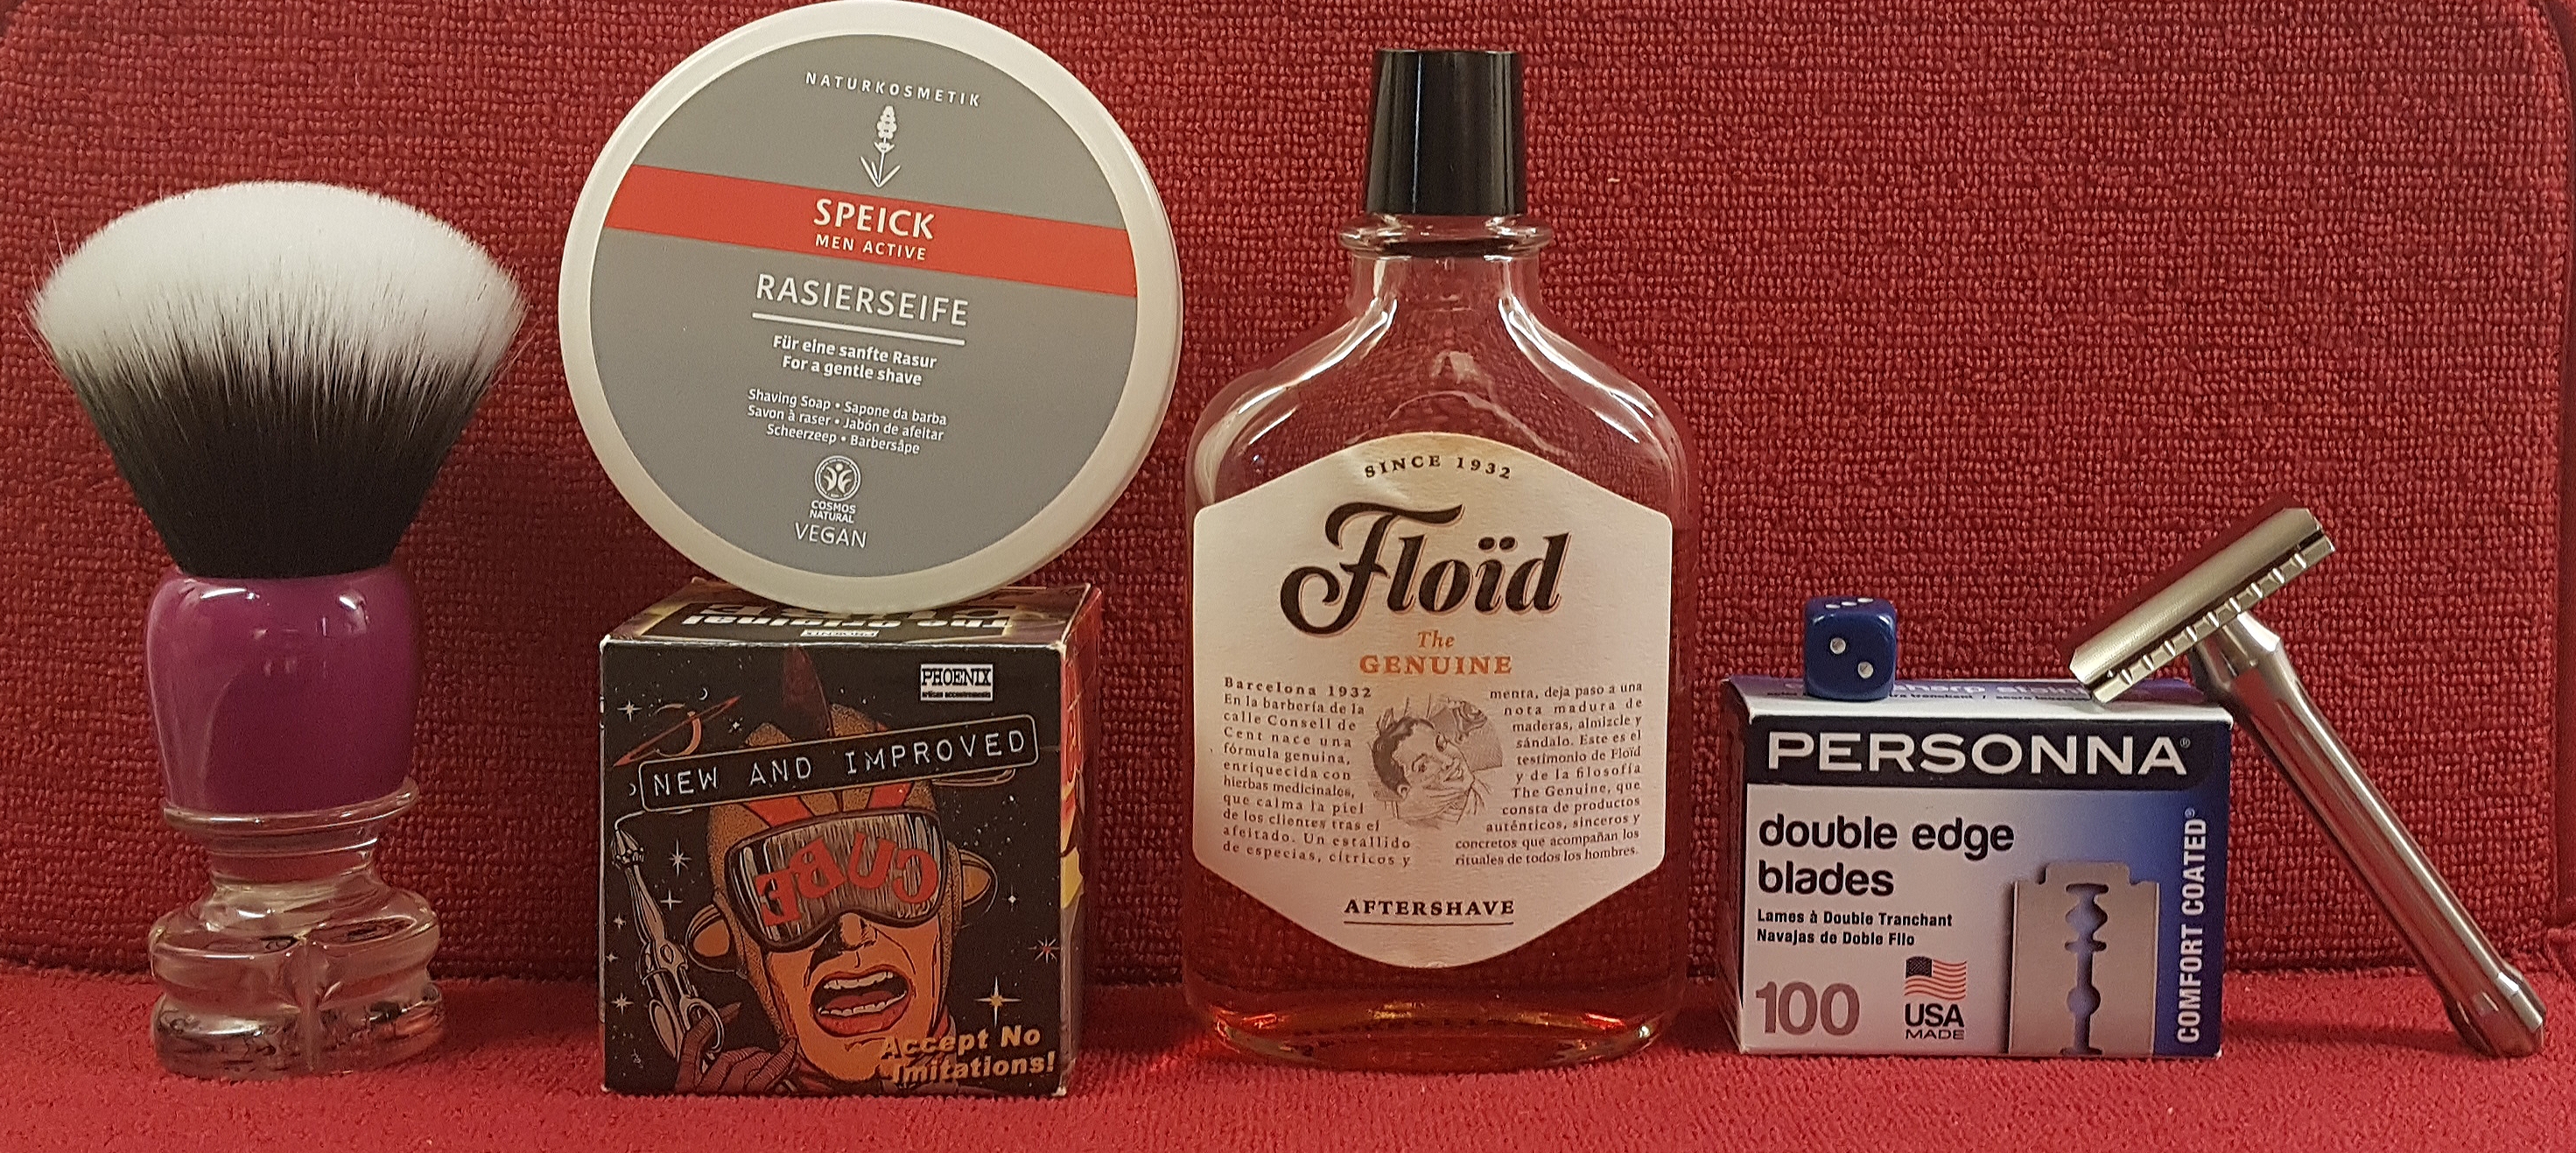 NATURKOSMETIK
SPEICK
MEN ACTIVE
RASIERSEIFE
Für eine sanfte Rasur
For a gentle shave
Shaving Soap • Sapone da barba
Savon à raser • Jabón de afeitar
Scheerzeep • Barbersåpe
COSMOS
NATURAL
VEGAN
The Original
CUBE
PHOENIX
PHOENIX
artisan accoutrements
NEW AND IMPROVED
CUBE
Accept No
Imitations!
SINCE 1932
Floïd
The
GENUINE
Barcelona 1932
En la barbería de la
calle Consell de
Cent nace una
fórmula genuina,
enriquecida con
hierbas medicinales,
que calma la piel
de los clientes tras el
afeitado. Un estallido
de especias, cítricos y
menta, deja paso a una
nota madura de
maderas, almizcle y
sándalo. Este es el
testimonio de Floïd
y de la filosofía
The Genuine, que
consta de productos
auténticos, sinceros y
concretos que acompañan los
rituales de todos los hombres.
AFTERSHAVE
PERSONNA®
double edge
blades
Lames à Double Tranchant
Navajas de Doble Filo
100
USA
MADE
COMFORT COATED®